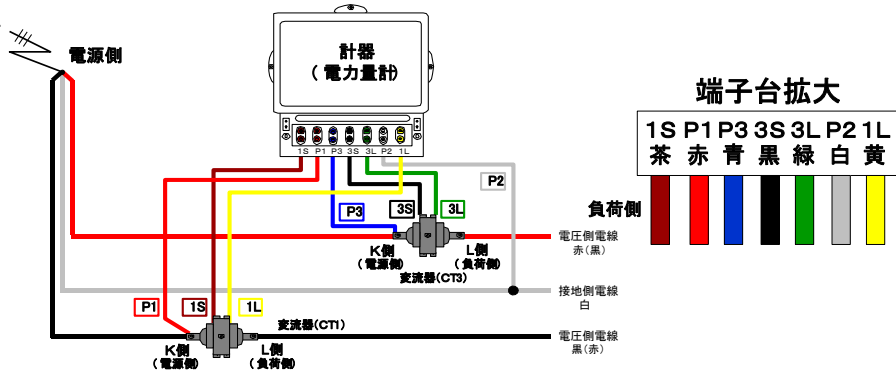 電源側
計器
(電力量計)
1S P1 P3 3S 3L P2 1L
端子台拡大
1S P1 P3 3S 3L P2 1L
茶 赤 青 黒 緑 白 黄
負荷側
P2
P3
3S
3L
K側
(電源側)
L側
(負荷側)
変流器(CT3)
電圧側電線
赤(黒)
接地側電線
白
P1
1S
1L
変流器(CT1)
K側
(電源側)
L側
(負荷側)
電圧側電線
黒(赤)